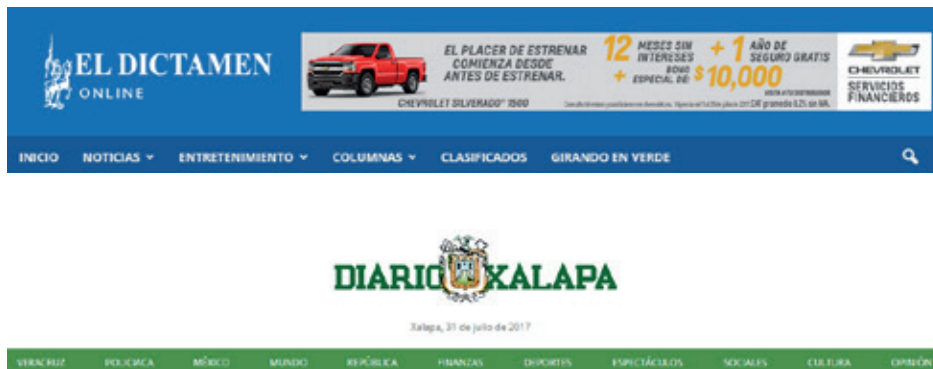 EL DICTAMEN
ONLINE
EL PLACER DE ESTRENAR
COMIENZA DESDE
ANTES DE ESTRENAR.
CHEVROLET SILVERADO® 1500
12 MESES SIN INTERESES + 1 AÑO DE SEGURO GRATIS
+ BONO ESPECIAL DE $10,000
CHEVROLET
SERVICIOS
FINANCIEROS
INICIO NOTICIAS ENTRETENIMIENTO COLUMNAS CLASIFICADOS GIRANDO EN VERDE
DIARIO XALAPA
Xalapa, 31 de julio de 2017
VERACRUZ POLICIACA MÉXICO MUNDO REPÚBLICA FINANZAS DEPORTES ESPECTÁCULOS SOCIALES CULTURA OPINIÓN